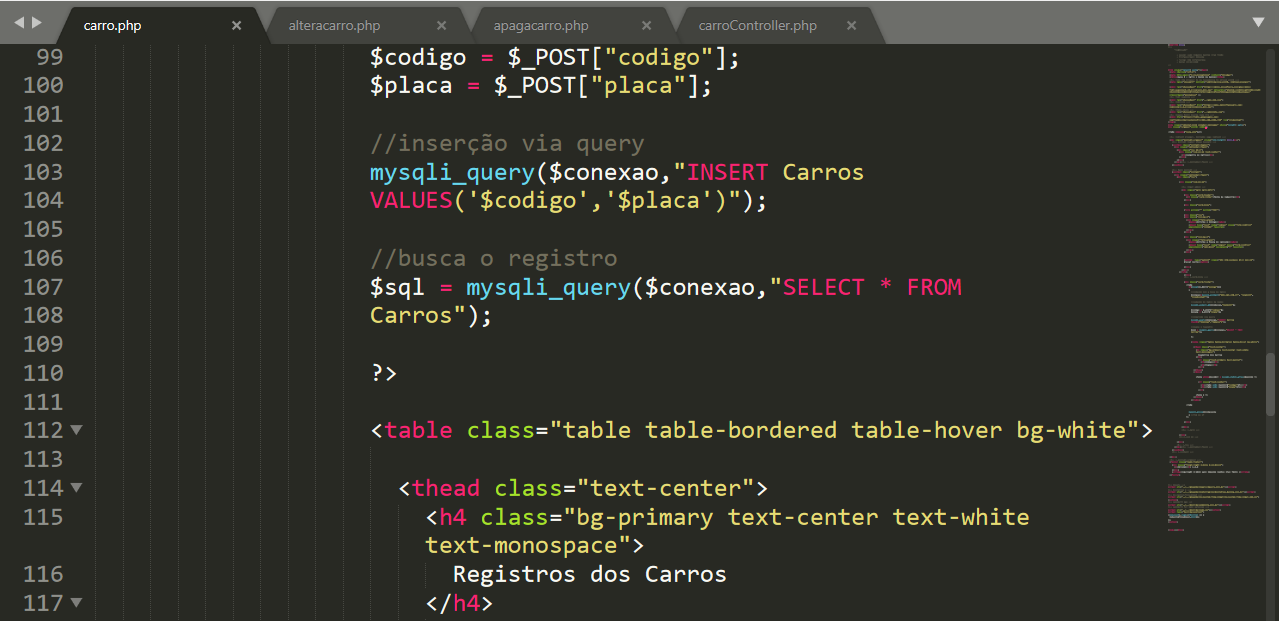 carro.php × alteracarro.php × apagacarro.php × carroController.php ×
99 $codigo = $_POST["codigo"];
100 $placa = $_POST["placa"];
101
102 //inserção via query
103 mysqli_query($conexao,"INSERT Carros
104 VALUES('$codigo','$placa')");
105
106 //busca o registro
107 $sql = mysqli_query($conexao,"SELECT * FROM
108 Carros");
109
110 ?>
111
112 <table class="table table-bordered table-hover bg-white">
113
114 <thead class="text-center">
115 <h4 class="bg-primary text-center text-white
text-monospace">
116 Registros dos Carros
117 </h4>